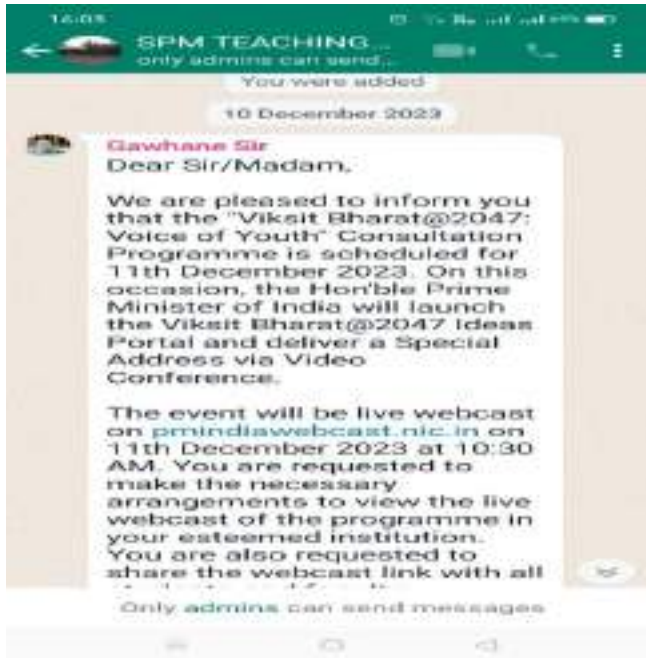 14:03
SPM TEACHING...
only admins can send...
You were added
10 December 2023
Gawhane Sir
Dear Sir/Madam,
We are pleased to inform you
that the "Viksit Bharat@2047:
Voice of Youth" Consultation
Programme is scheduled for
11th December 2023. On this
occasion, the Hon'ble Prime
Minister of India will launch
the Viksit Bharat@2047 Ideas
Portal and deliver a Special
Address via Video
Conference.
The event will be live webcast
on pmindiawebcast.nic.in on
11th December 2023 at 10:30
AM. You are requested to
make the necessary
arrangements to view the live
webcast of the programme in
your esteemed institution.
You are also requested to
share the webcast link with all
Only admins can send messages